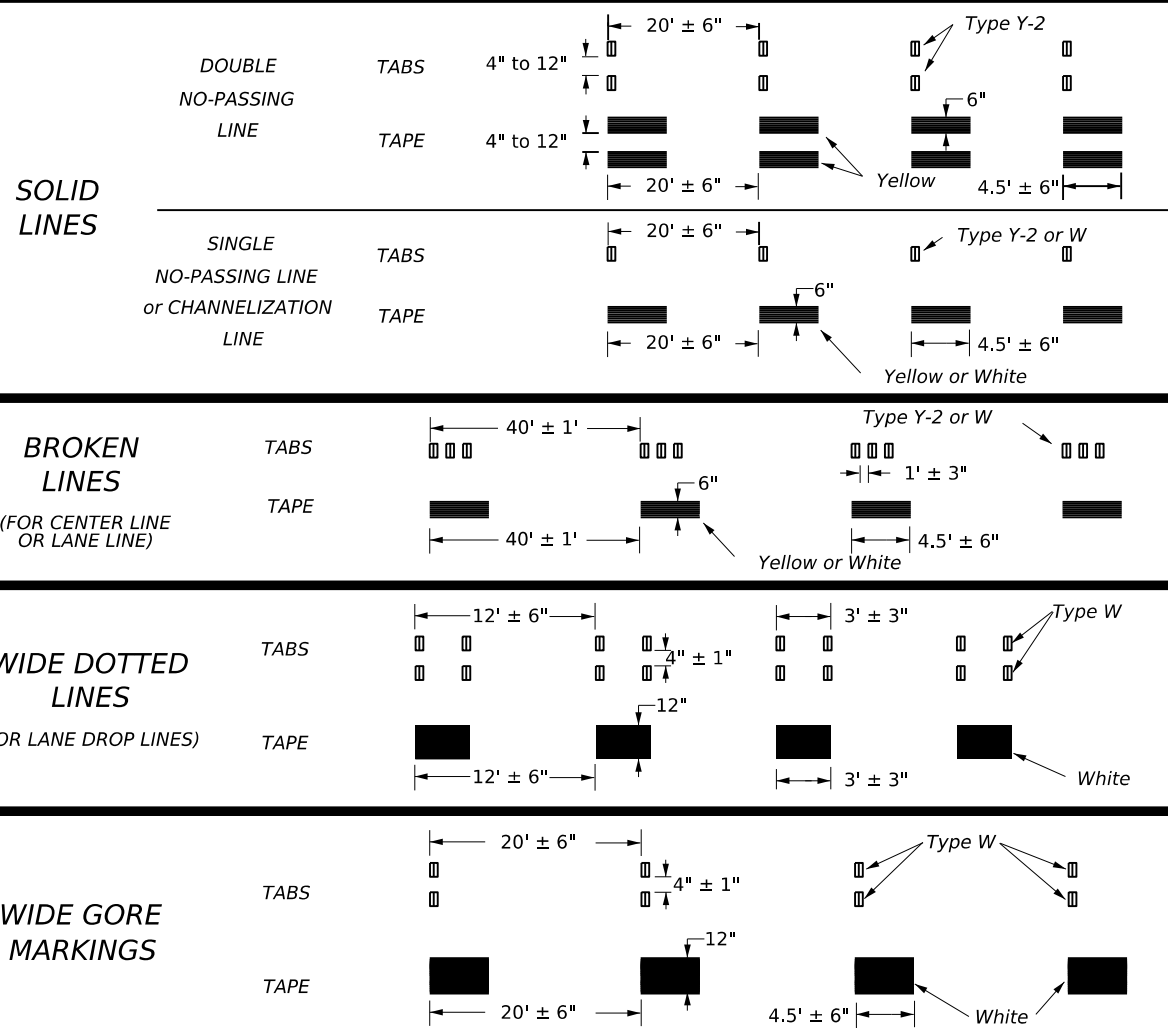 SOLID
LINES
DOUBLE
NO-PASSING
LINE
TABS
4" to 12"
20' ± 6"
Type Y-2
TAPE
4" to 12"
6"
Yellow
20' ± 6"
4.5' ± 6"
SINGLE
NO-PASSING LINE
or CHANNELIZATION
LINE
TABS
20' ± 6"
Type Y-2 or W
TAPE
6"
20' ± 6"
4.5' ± 6"
Yellow or White
BROKEN
LINES
(FOR CENTER LINE
OR LANE LINE)
TABS
40' ± 1'
Type Y-2 or W
1' ± 3"
TAPE
6"
40' ± 1'
4.5' ± 6"
Yellow or White
WIDE DOTTED
LINES
OR LANE DROP LINES)
TABS
12' ± 6"
3' ± 3"
Type W
4" ± 1"
TAPE
12"
12' ± 6"
3' ± 3"
White
WIDE GORE
MARKINGS
TABS
20' ± 6"
Type W
4" ± 1"
TAPE
12"
20' ± 6"
4.5' ± 6"
White